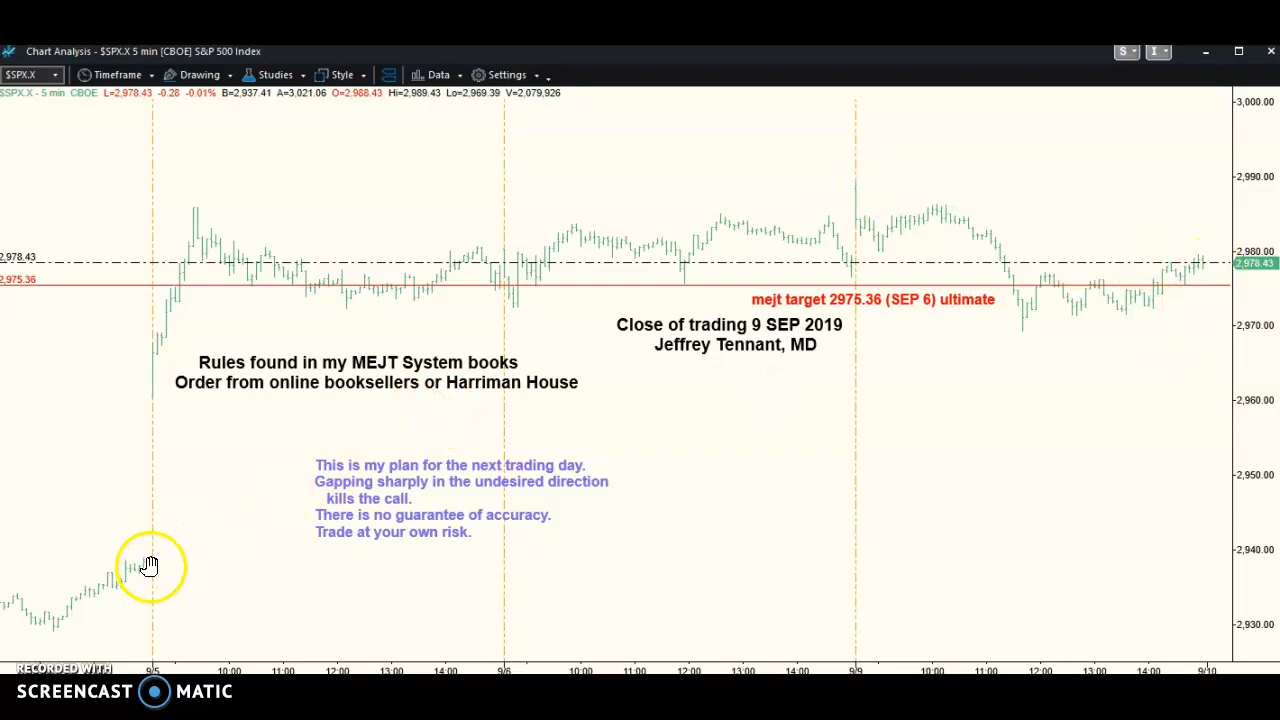 Chart Analysis - $SPX.X 5 min [CBOE] S&P 500 Index
S I
$SPX.X Timeframe Drawing Studies Style Data Settings
$SPX.X - 5 min CBOE L=2,978.43 -0.28 -0.01% B=2,937.41 A=3,021.06 O=2,988.43 Hi=2,989.43 Lo=2,969.39 V=2,079,926
3,000.00
2,990.00
2,980.00
2,978.43
2,978.43
2,975.36
mejt target 2975.36 (SEP 6) ultimate
Close of trading 9 SEP 2019
2,970.00
Jeffrey Tennant, MD
Rules found in my MEJT System books
Order from online booksellers or Harriman House
2,960.00
This is my plan for the next trading day.
Gapping sharply in the undesired direction
kills the call.
There is no guarantee of accuracy.
Trade at your own risk.
2,950.00
2,940.00
2,930.00
9/5 10:00 11:00 12:00 13:00 14:00 9/6 10:00 11:00 12:00 13:00 14:00 9/9 10:00 11:00 12:00 13:00 14:00 9/10
RECORDED WITH
SCREENCAST MATIC